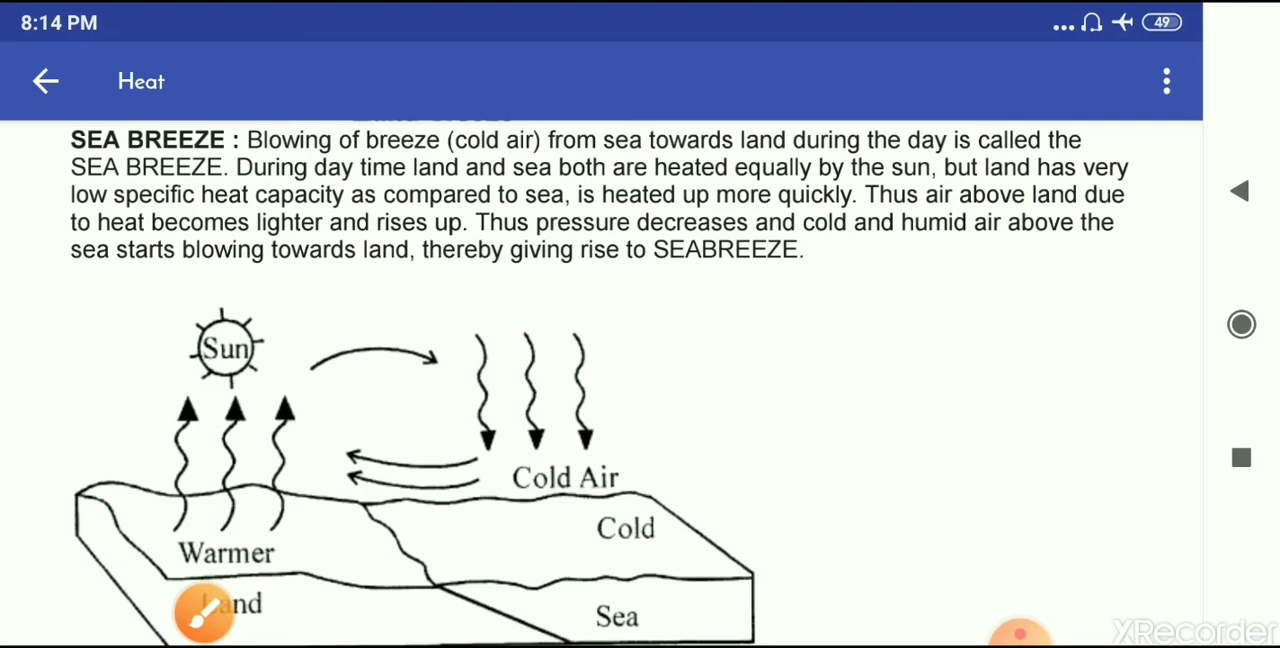 8:14 PM
49
Heat
SEA BREEZE : Blowing of breeze (cold air) from sea towards land during the day is called the
SEA BREEZE. During day time land and sea both are heated equally by the sun, but land has very
low specific heat capacity as compared to sea, is heated up more quickly. Thus air above land due
to heat becomes lighter and rises up. Thus pressure decreases and cold and humid air above the
sea starts blowing towards land, thereby giving rise to SEABREEZE.
Sun
Cold Air
Cold
Warmer
Sea
XRecorder